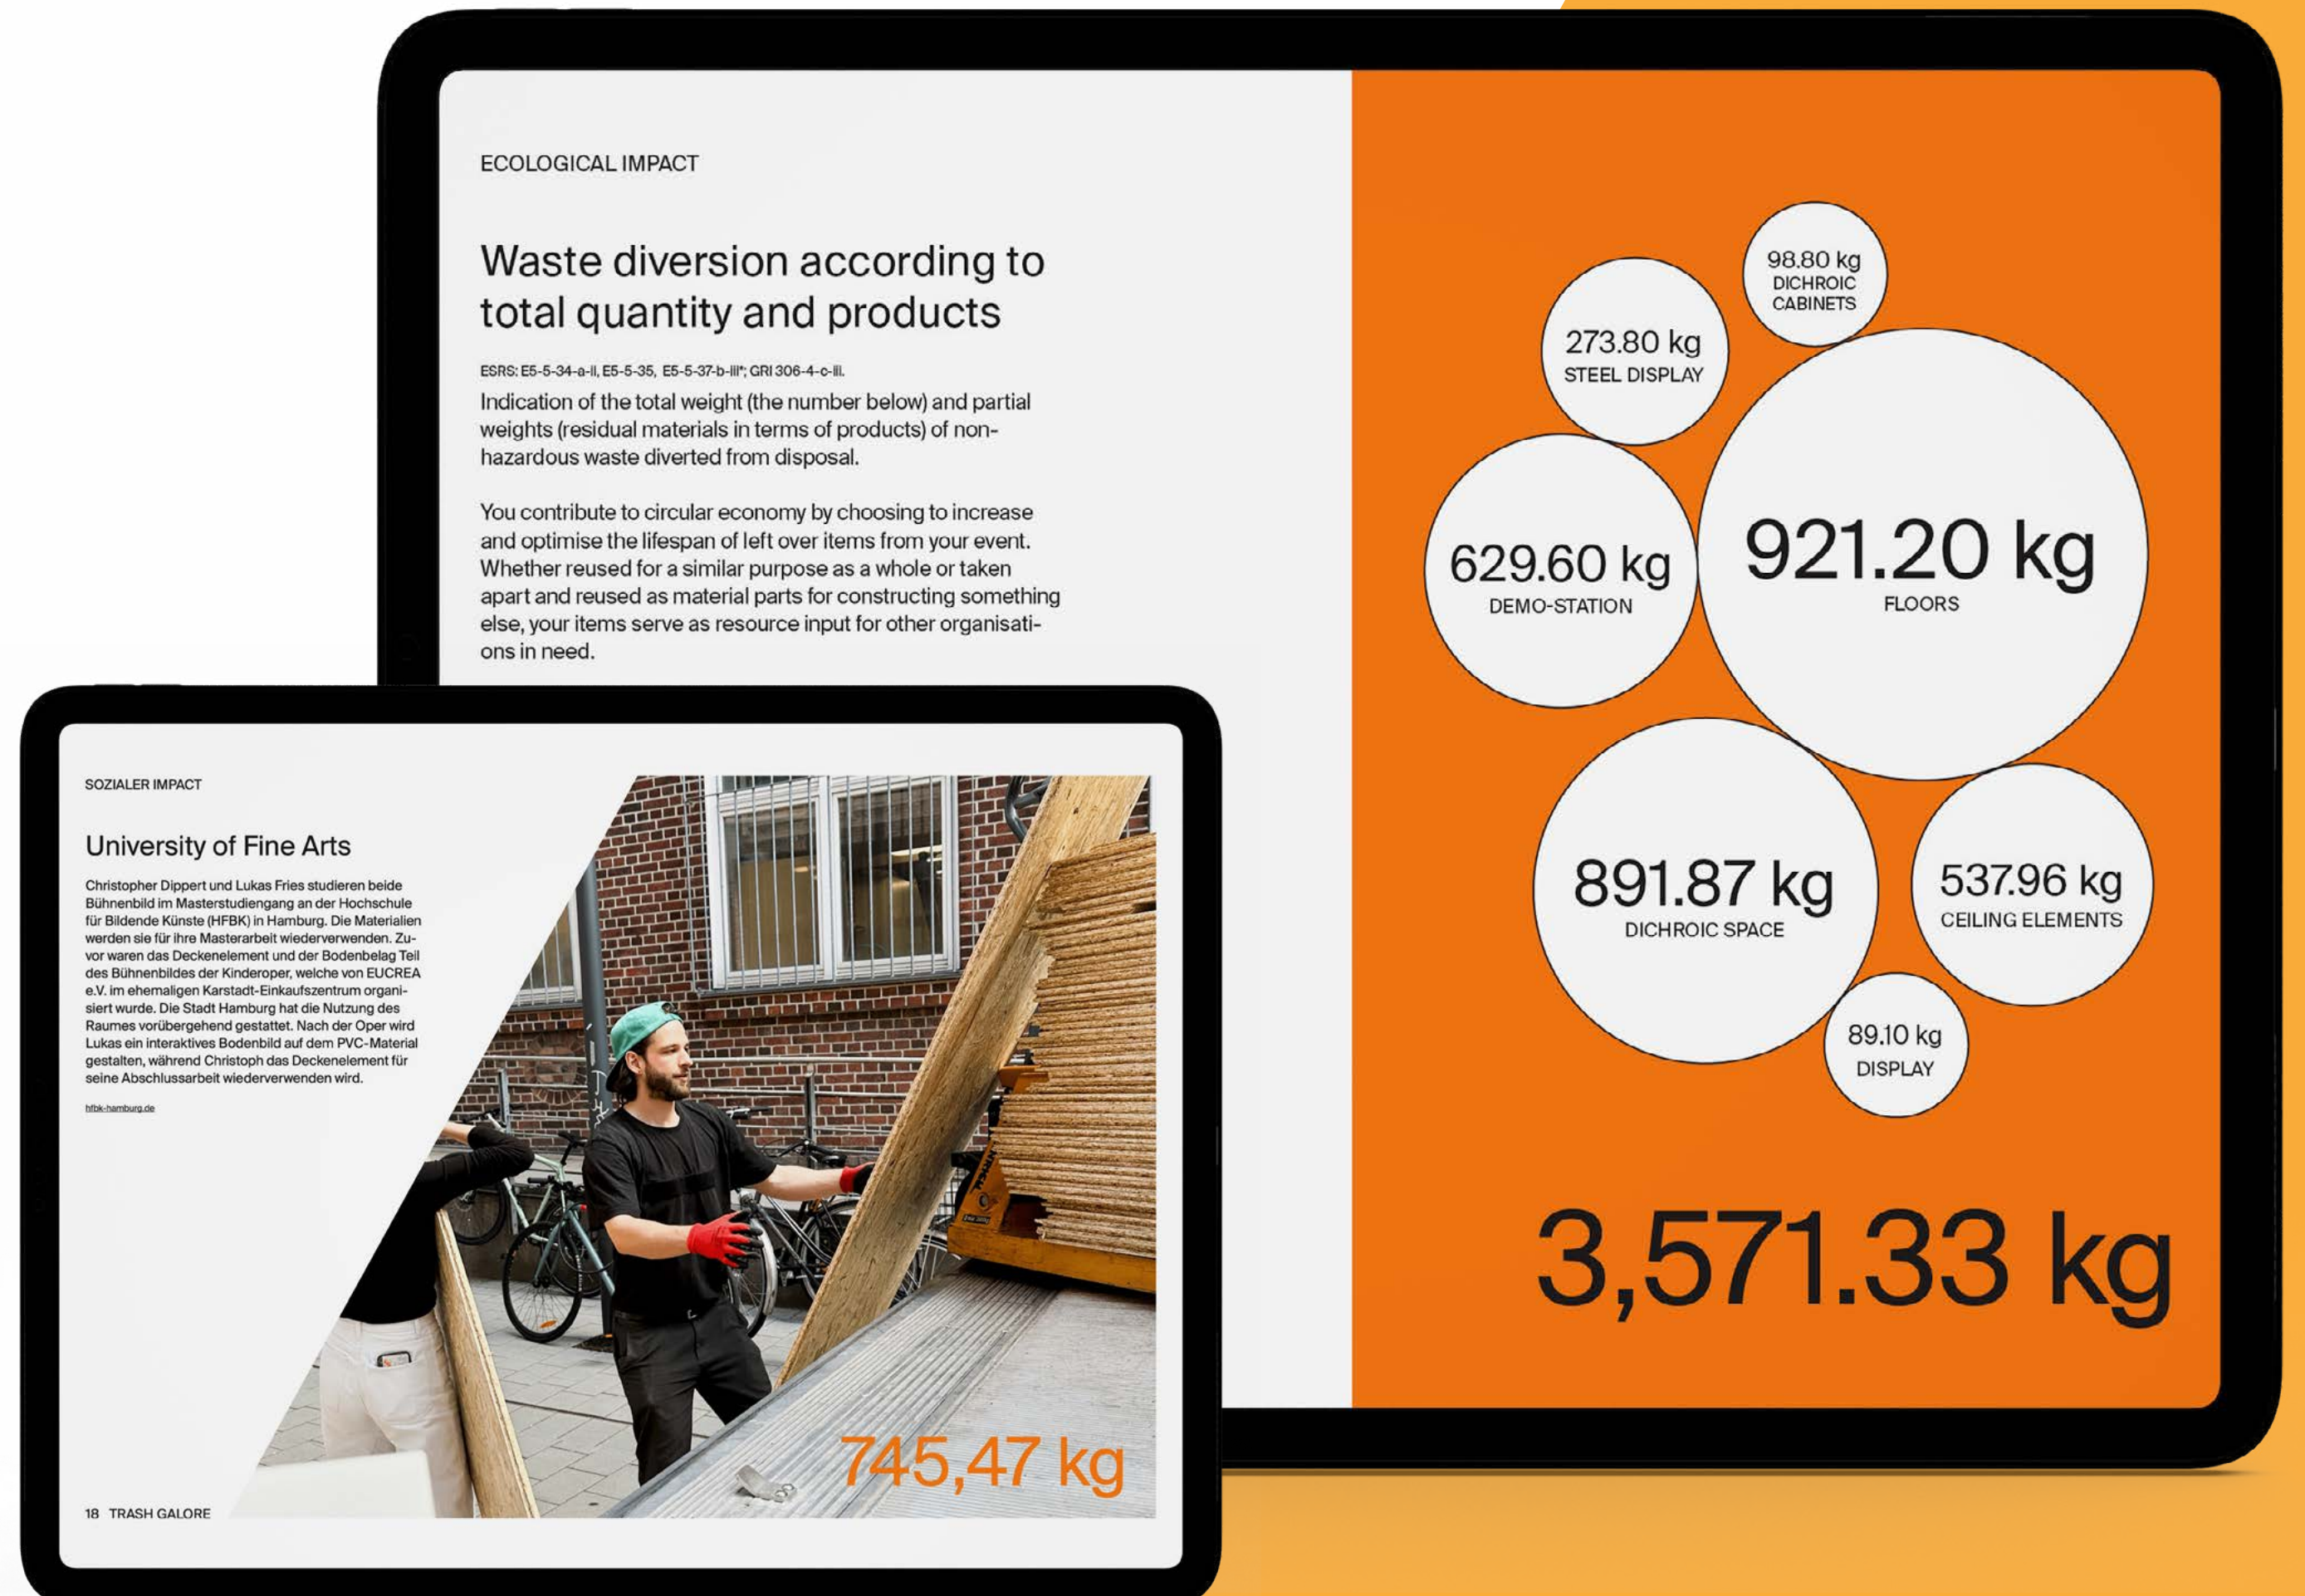 ECOLOGICAL IMPACT
Waste diversion according to
total quantity and products
ESRS: E5-5-34-a-II, E5-5-35, E5-5-37-b-III*; GRI 306-4-c-iii.
Indication of the total weight (the number below) and partial
weights (residual materials in terms of products) of non-
hazardous waste diverted from disposal.
You contribute to circular economy by choosing to increase
and optimise the lifespan of left over items from your event.
Whether reused for a similar purpose as a whole or taken
apart and reused as material parts for constructing something
else, your items serve as resource input for other organisati-
ons in need.
98.80 kg
DICHROIC
CABINETS
273.80 kg
STEEL DISPLAY
629.60 kg
DEMO-STATION
921.20 kg
FLOORS
891.87 kg
DICHROIC SPACE
537.96 kg
CEILING ELEMENTS
89.10 kg
DISPLAY
3,571.33 kg
SOZIALER IMPACT
University of Fine Arts
Christopher Dippert und Lukas Fries studieren beide
Bühnenbild im Masterstudiengang an der Hochschule
für Bildende Künste (HFBK) in Hamburg. Die Materialien
werden sie für ihre Masterarbeit wiederverwenden. Zu-
vor waren das Deckenelement und der Bodenbelag Teil
des Bühnenbildes der Kinderoper, welche von EUCREA
e.V. im ehemaligen Karstadt-Einkaufszentrum organi-
siert wurde. Die Stadt Hamburg hat die Nutzung des
Raumes vorübergehend gestattet. Nach der Oper wird
Lukas ein interaktives Bodenbild auf dem PVC-Material
gestalten, während Christoph das Deckenelement für
seine Abschlussarbeit wiederverwenden wird.
hfbk-hamburg.de
745,47 kg
18 TRASH GALORE